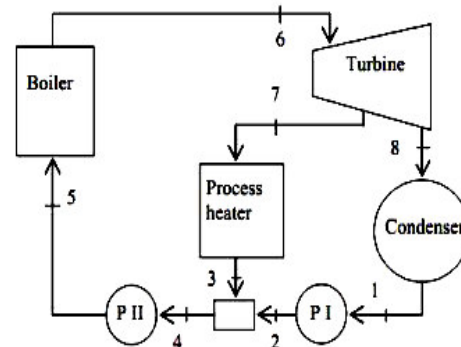 6
Turbine
Boiler
7
8
Process
heater
Condenser
5
3
1
P II
P I
4
2